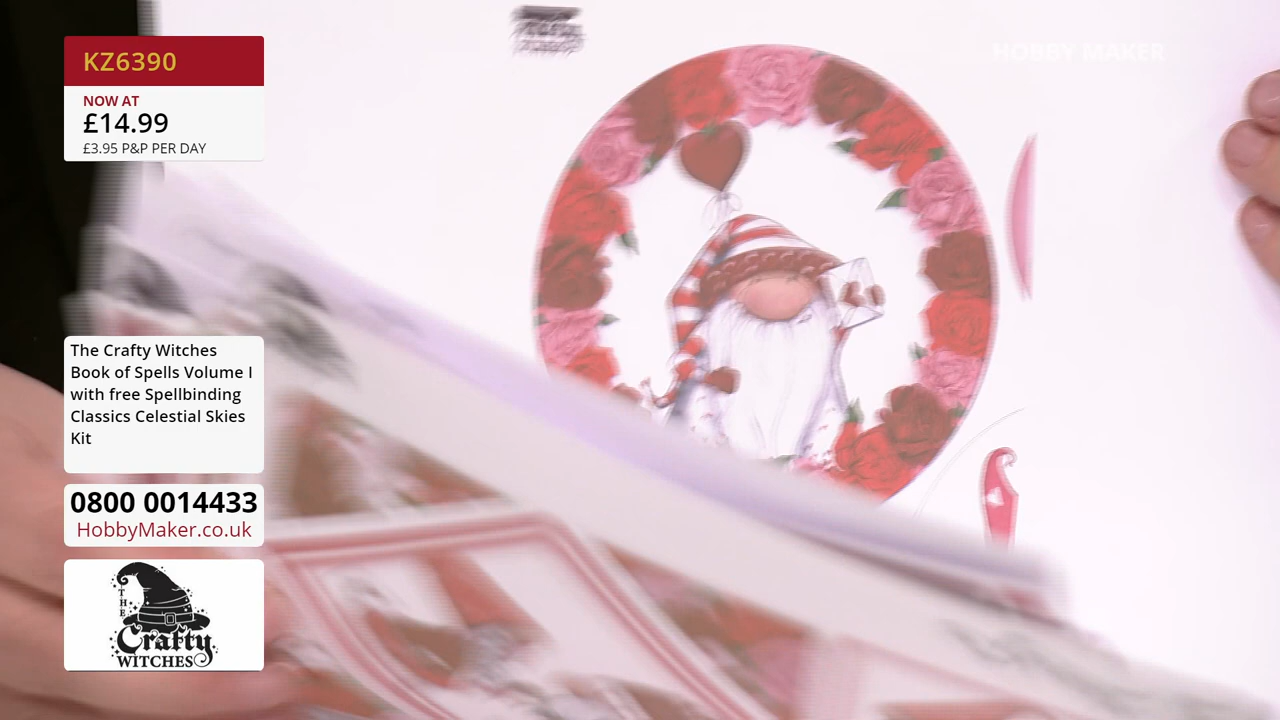 KZ6390
NOW AT
£14.99
£3.95 P&P PER DAY
HOBBY MAKER
The Crafty Witches
Book of Spells Volume I
with free Spellbinding
Classics Celestial Skies
Kit
0800 0014433
HobbyMaker.co.uk
THE
Crafty
WITCHES